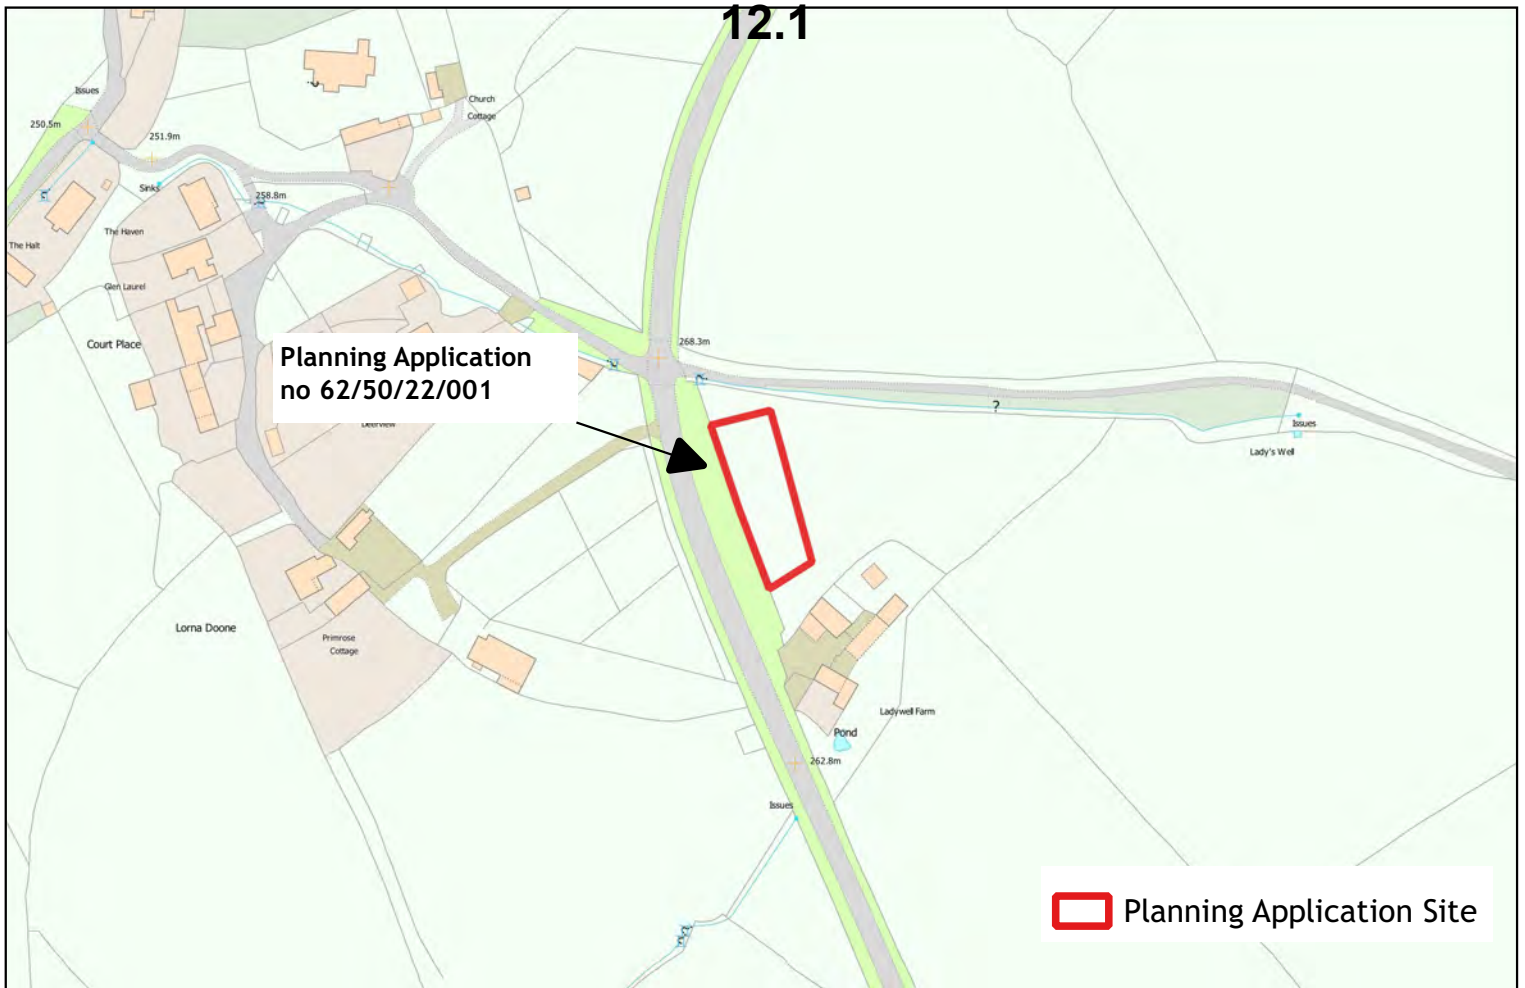 12.1
Issues
Church
Cottage
250.5m
251.9m
Sinks
258.8m
The Haven
The Halt
Glen Laurel
Court Place
268.3m
Planning Application
no 62/50/22/001
Deerview
?
Issues
Lady's Well
Lorna Doone
Primrose
Cottage
Ladywell Farm
Pond
262.8m
Issues
Planning Application Site